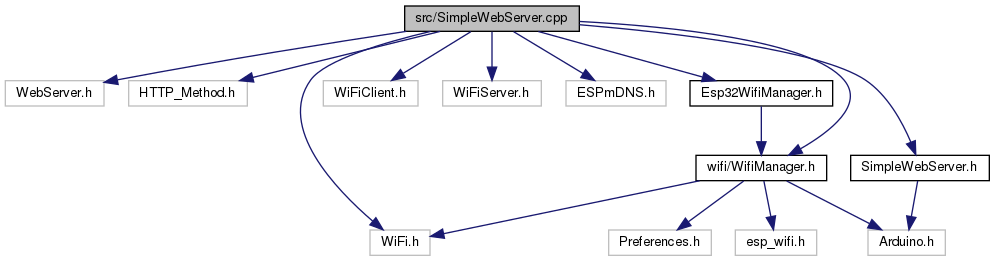 src/SimpleWebServer.cpp
WebServer.h
HTTP_Method.h
WiFiClient.h
WiFiServer.h
ESPmDNS.h
Esp32WifiManager.h
wifi/WifiManager.h
SimpleWebServer.h
WiFi.h
Preferences.h
esp_wifi.h
Arduino.h